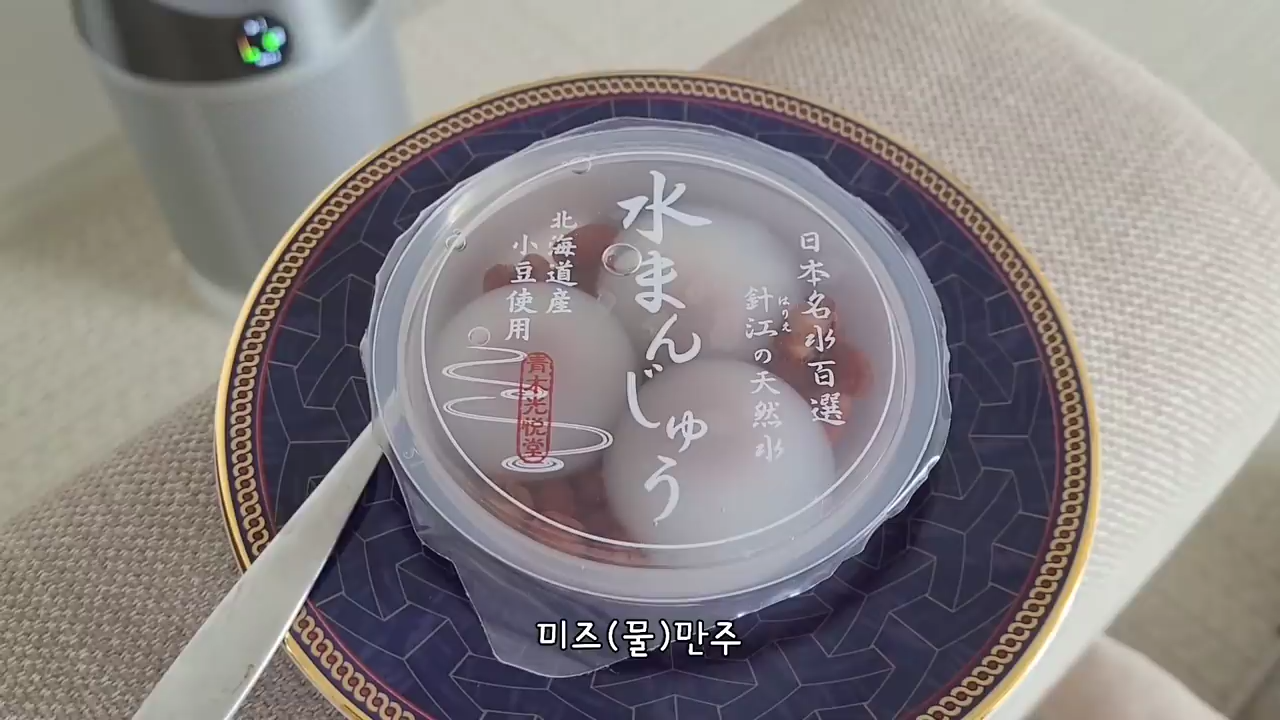 日本名水百選
針江の天然水
はりえ
水まんじゅう
北海道産
小豆使用
青木光悦堂
미즈(물)만주